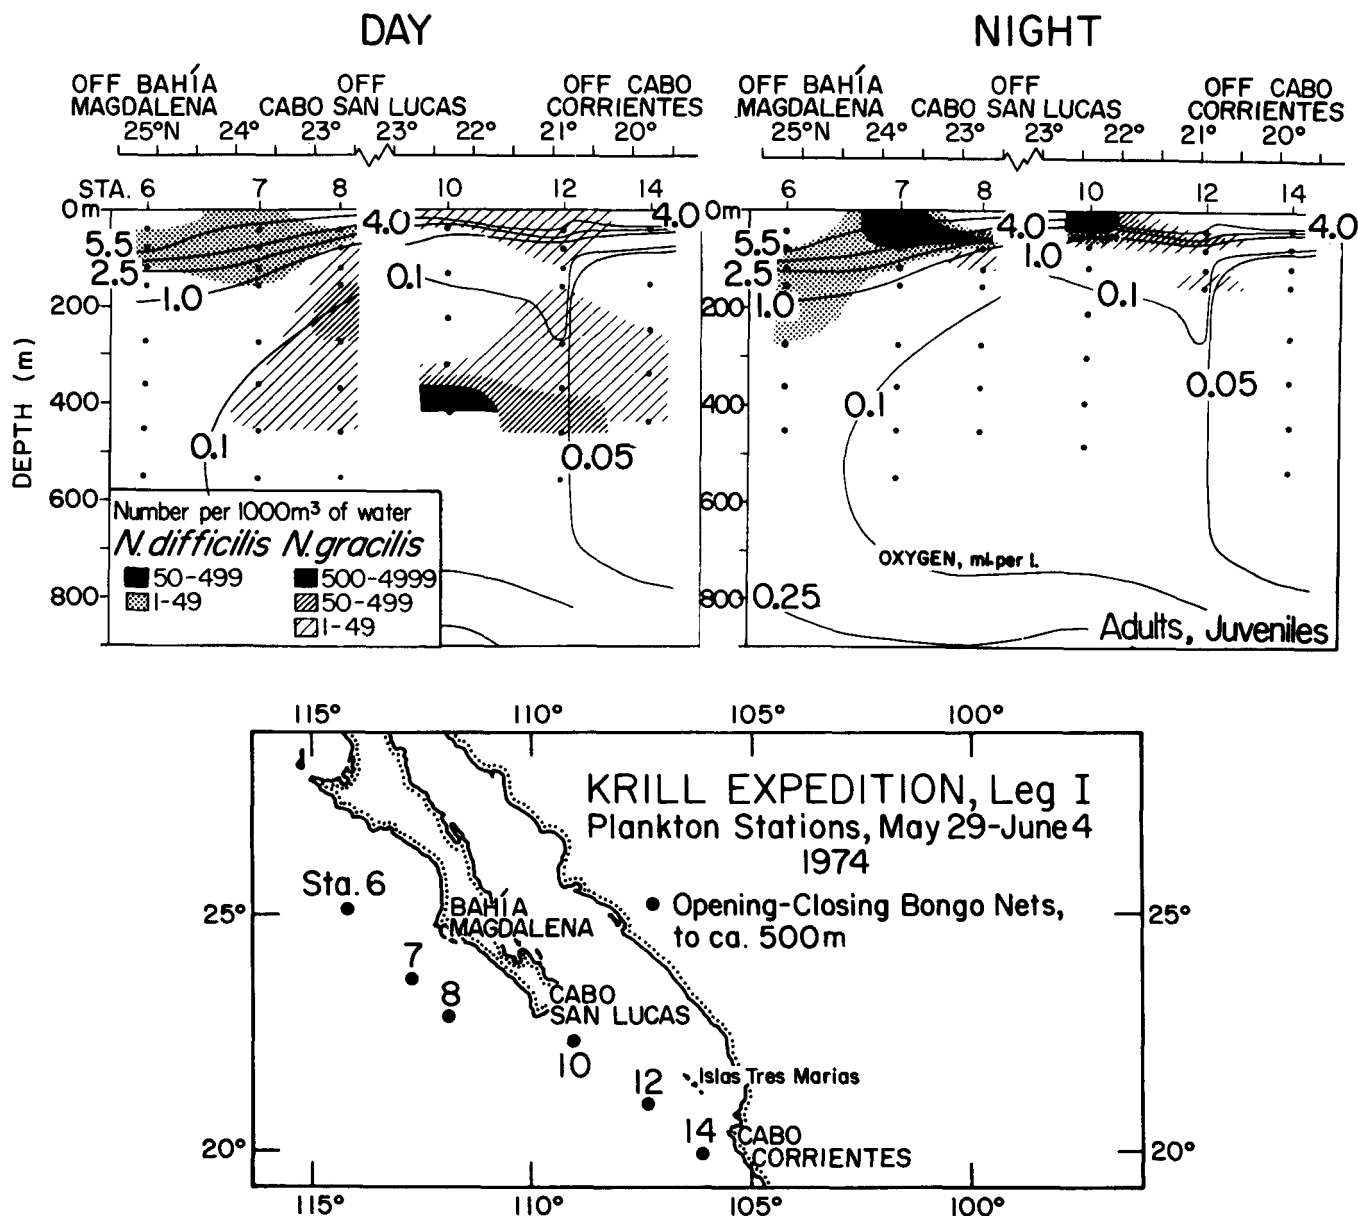 DAY
NIGHT
OFF BAHÍA
MAGDALENA
OFF
CABO SAN LUCAS
OFF CABO
CORRIENTES
25°N 24° 23° 23° 22° 21° 20°
STA. 6 7 8 10 12 14
OFF BAHÍA
MAGDALENA
OFF
CABO SAN LUCAS
OFF CABO
CORRIENTES
25°N 24° 23° 22° 21° 20°
6 7 8 10 12 14
DEPTH (m)
0m
200
400
600
800
5.5
2.5
1.0
0.1
4.0
0.1
4.0
0.05
Number per 1000m³ of water
N. difficilis N. gracilis
50-499 500-4999
1-49 50-499
1-49
0m
200
400
600
800
5.5
2.5
1.0
4.0
1.0
0.1
4.0
0.1
0.05
OXYGEN, ml. per l.
0.25
Adults, Juveniles
115° 110° 105° 100°
KRILL EXPEDITION, Leg I
Plankton Stations, May 29-June 4
1974
Opening-Closing Bongo Nets,
to ca. 500m
1
Sta. 6
7
8
10
12
14
BAHÍA
MAGDALENA
CABO
SAN LUCAS
Islas Tres Marias
CABO
CORRIENTES
25° 25°
20° 20°
115° 110° 105° 100°